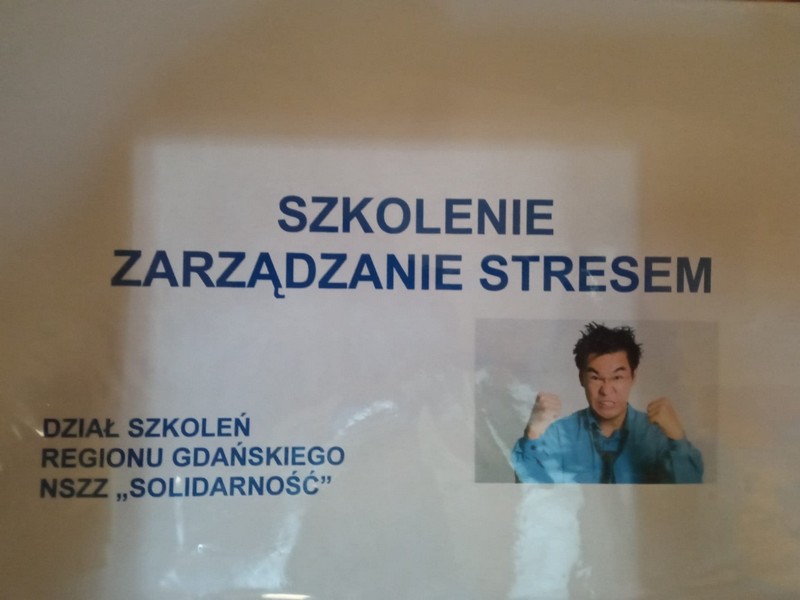 SZKOLENIE
ZARZĄDZANIE STRESEM
DZIAŁ SZKOLEŃ
REGIONU GDAŃSKIEGO
NSZZ „SOLIDARNOŚĆ”